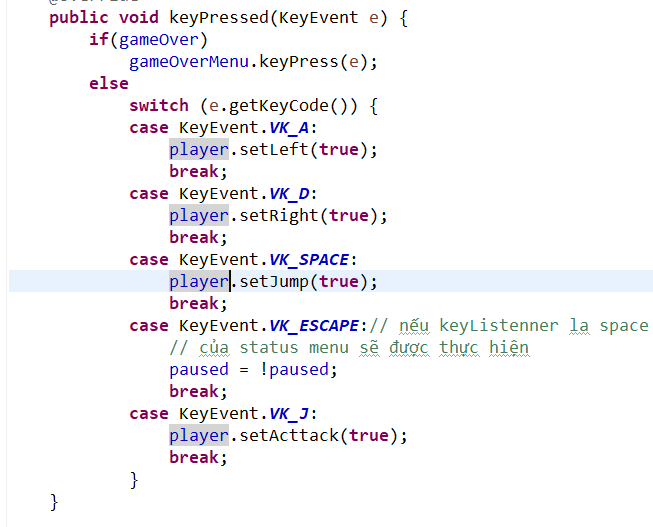 @Override
public void keyPressed(KeyEvent e) {
if(gameOver)
gameOverMenu.keyPress(e);
else
switch (e.getKeyCode()) {
case KeyEvent.VK_A:
player.setLeft(true);
break;
case KeyEvent.VK_D:
player.setRight(true);
break;
case KeyEvent.VK_SPACE:
player.setJump(true);
break;
case KeyEvent.VK_ESCAPE:// nếu keyListenner la space
// của status menu sẽ được thực hiện
paused = !paused;
break;
case KeyEvent.VK_J:
player.setActtack(true);
break;
}
}